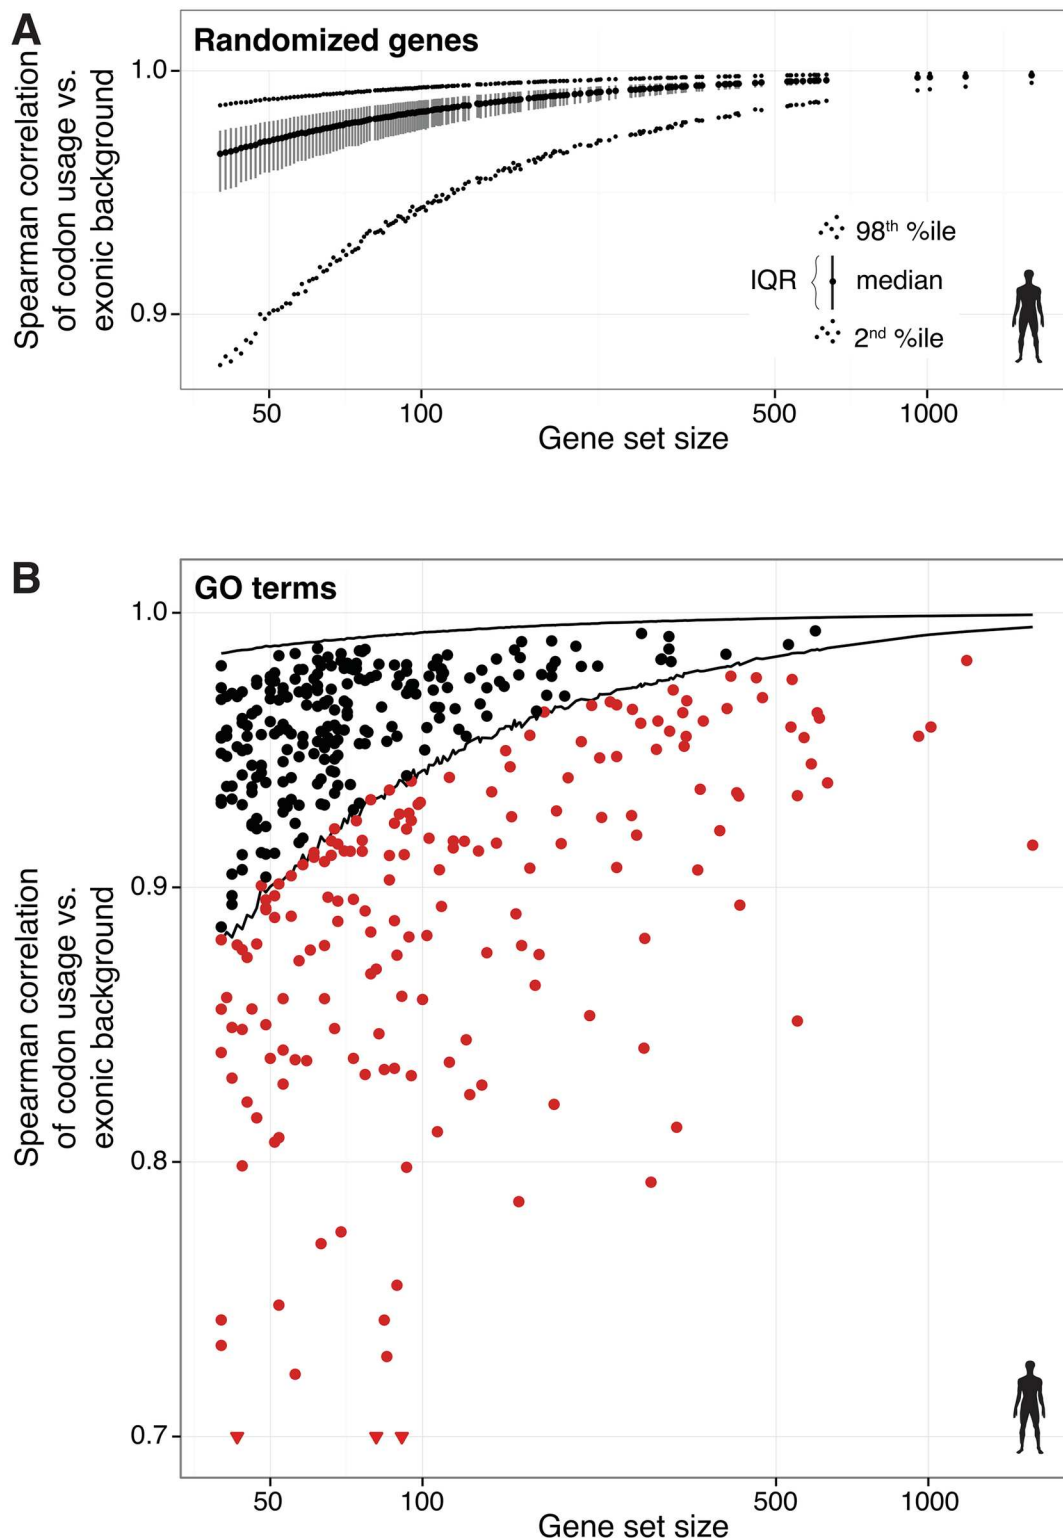 A
Randomized genes
Spearman correlation
of codon usage vs.
exonic background
1.0
0.9
98th %ile
IQR
median
2nd %ile
50
100
500
1000
Gene set size
B
GO terms
Spearman correlation
of codon usage vs.
exonic background
1.0
0.9
0.8
0.7
50
100
500
1000
Gene set size